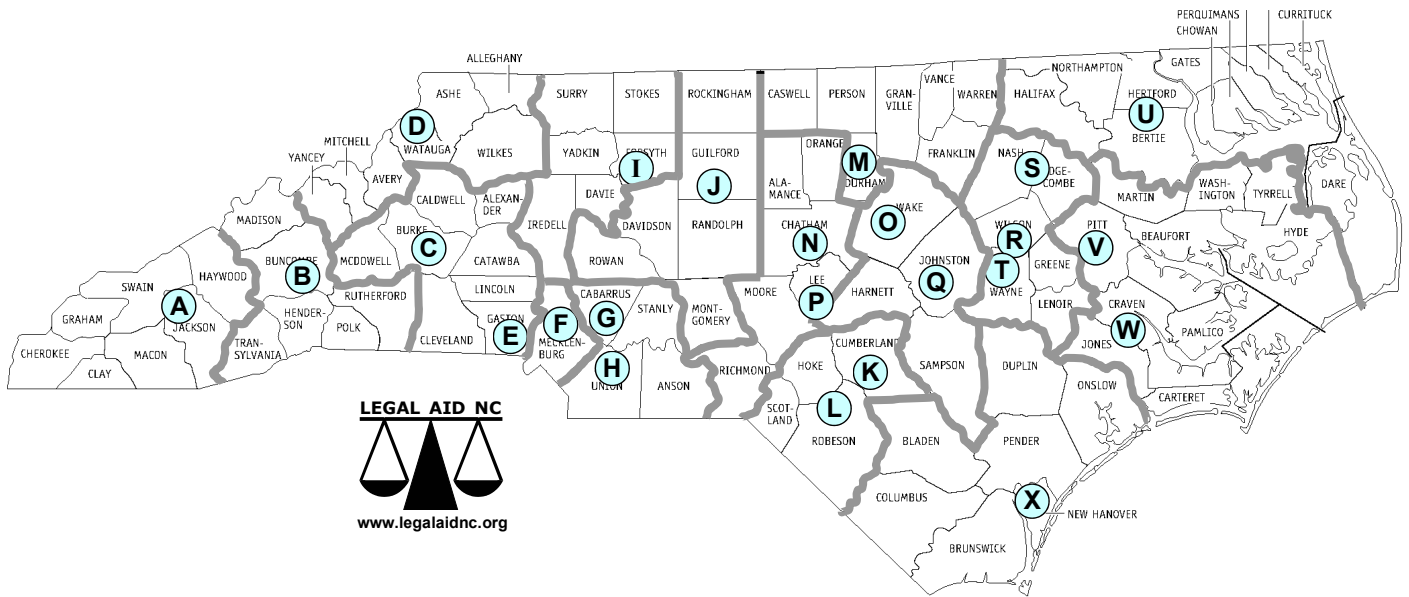 PERQUIMANS
CURRITUCK
CHOWAN
ALLEGHANY
GATES
NORTHAMPTON
VANCE
ASHE
SURRY
STOKES
ROCKINGHAM
CASWELL
PERSON
GRAN-
VILLE
WARREN
HALIFAX
HERTFORD
U
BERTIE
D
WATAUGA
MITCHELL
YANCEY
WILKES
YADKIN
FORSYTH
I
GUILFORD
ORANGE
M
DURHAM
FRANKLIN
NASH
S
EDGE-
COMBE
AVERY
CALDWELL
ALEXAN-
DER
DAVIE
J
ALA-
MANCE
MARTIN
WASH-
INGTON
TYRRELL
DARE
MADISON
IREDELL
DAVIDSON
RANDOLPH
CHATHAM
N
WAKE
O
WILSON
R
PITT
V
BEAUFORT
HYDE
BURKE
C
BUNCOMBE
B
MCDOWELL
CATAWBA
ROWAN
JOHNSTON
Q
T
WAYNE
GREENE
HAYWOOD
SWAIN
A
JACKSON
RUTHERFORD
LINCOLN
CABARRUS
G
STANLY
MONT-
GOMERY
MOORE
LEE
P
HARNETT
LENOIR
CRAVEN
W
PAMLICO
JONES
GRAHAM
HENDER-
SON
POLK
GASTON
E
F
MECKLEN-
BURG
CHEROKEE
MACON
CLAY
TRAN-
SYLVANIA
CLEVELAND
H
UNION
ANSON
RICHMOND
HOKE
CUMBERLAND
K
SAMPSON
DUPLIN
ONSLOW
CARTERET
SCOT-
LAND
L
ROBESON
BLADEN
PENDER
COLUMBUS
X
NEW HANOVER
BRUNSWICK
LEGAL AID NC
www.legalaidnc.org